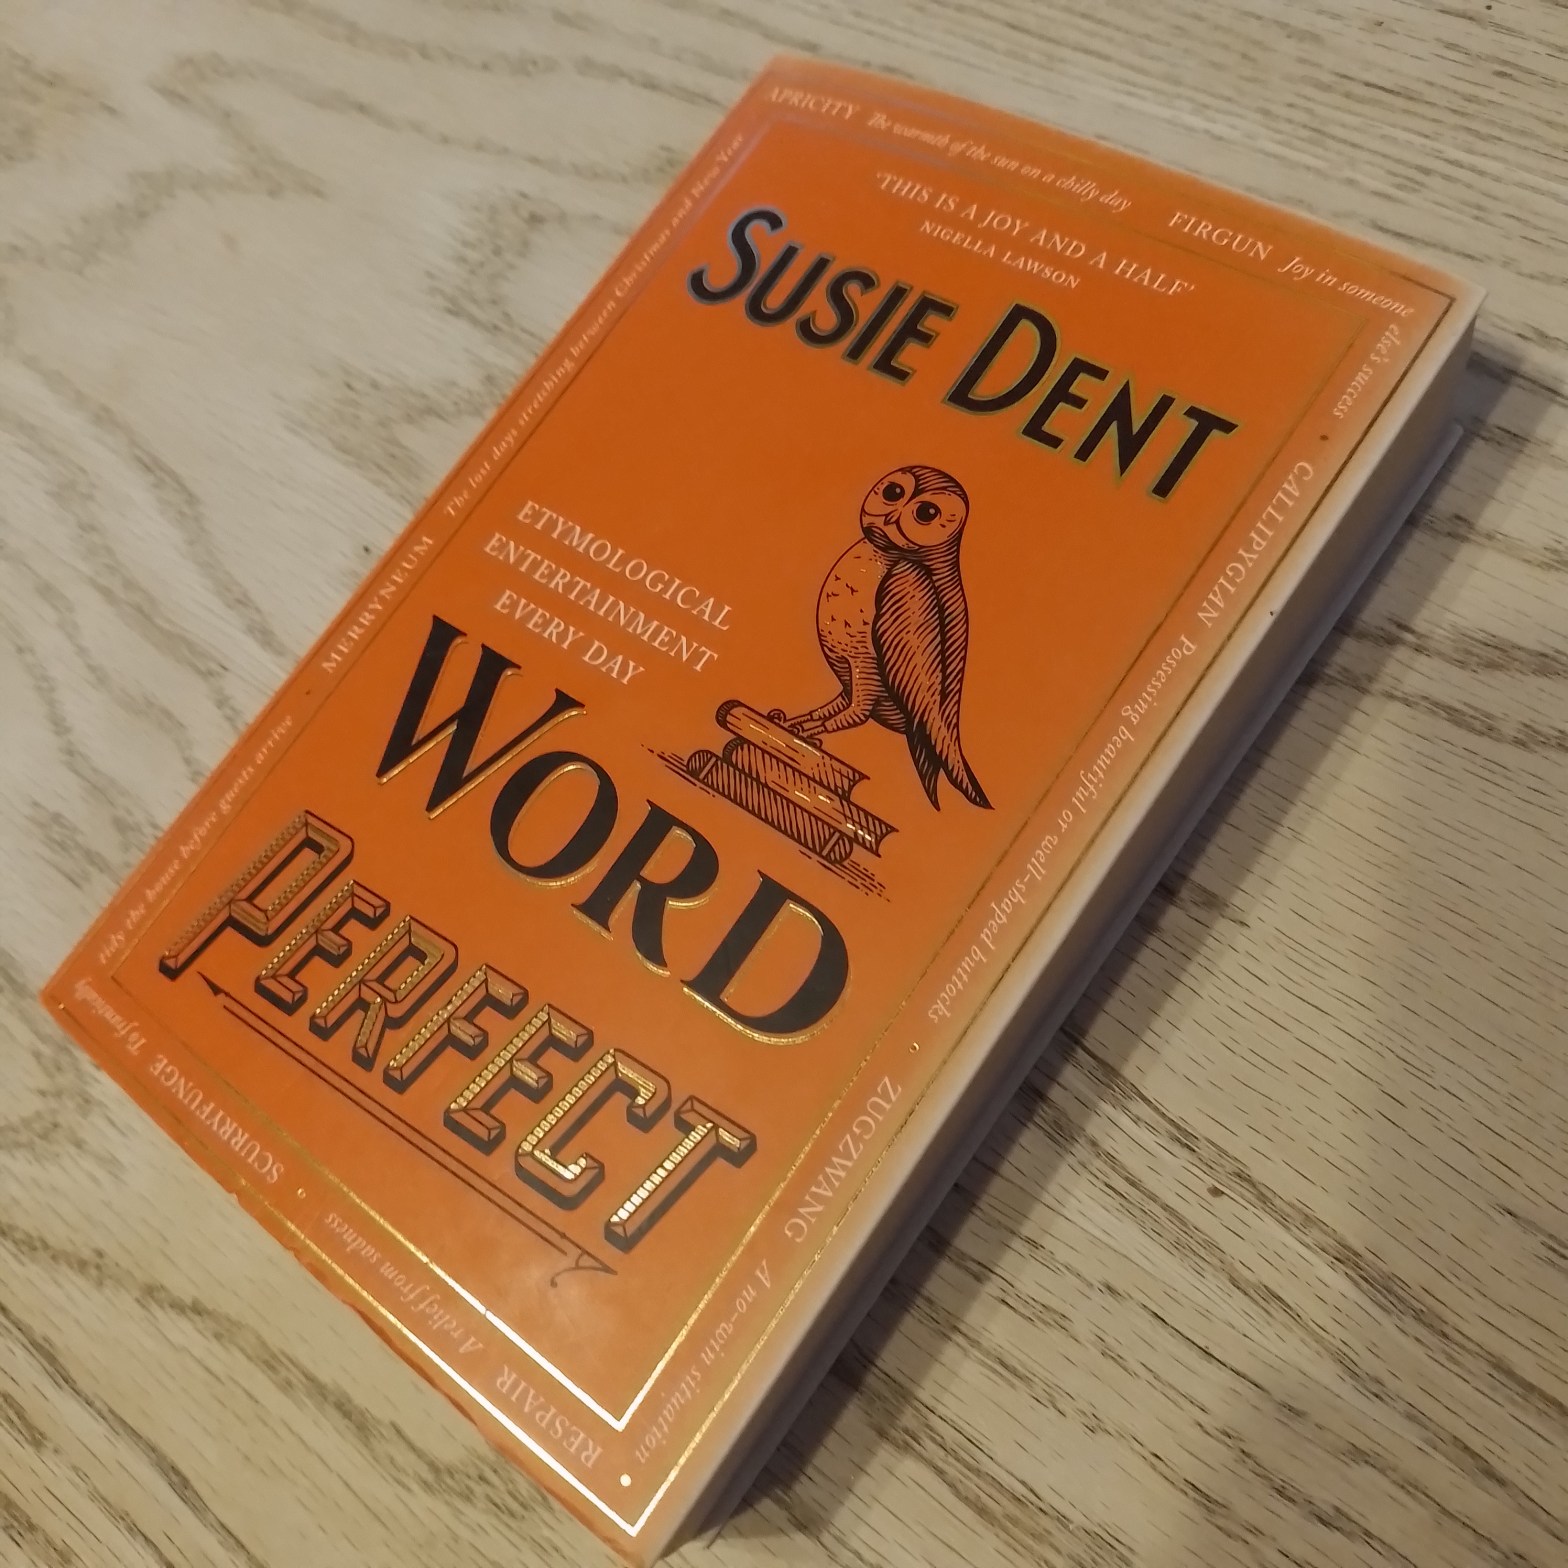 APRICITY The warmth of the sun on a chilly day FIRGUN Joy in someone else's success
CALLIPYGIAN Possessing beautiful or well-shaped buttocks ZUGZWANG A no-win situation
RESPAIR A relief from sadness SCURRYFUNGE To frantically
tidy the house before guests arrive MERRYNEUM The last days stretching between Christmas and New Year
'THIS IS A JOY AND A HALF'
NIGELLA LAWSON
SUSIE DENT
ETYMOLOGICAL
ENTERTAINMENT
EVERY DAY
WORD
PERFECT